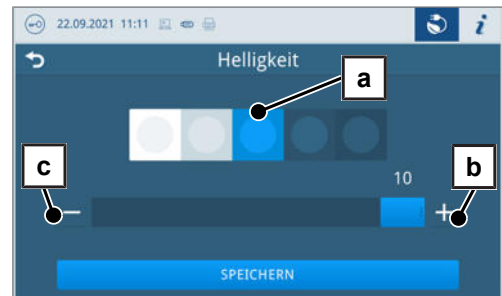 22.09.2021 11:11
i
Helligkeit
a
c
10
b
− +
SPEICHERN